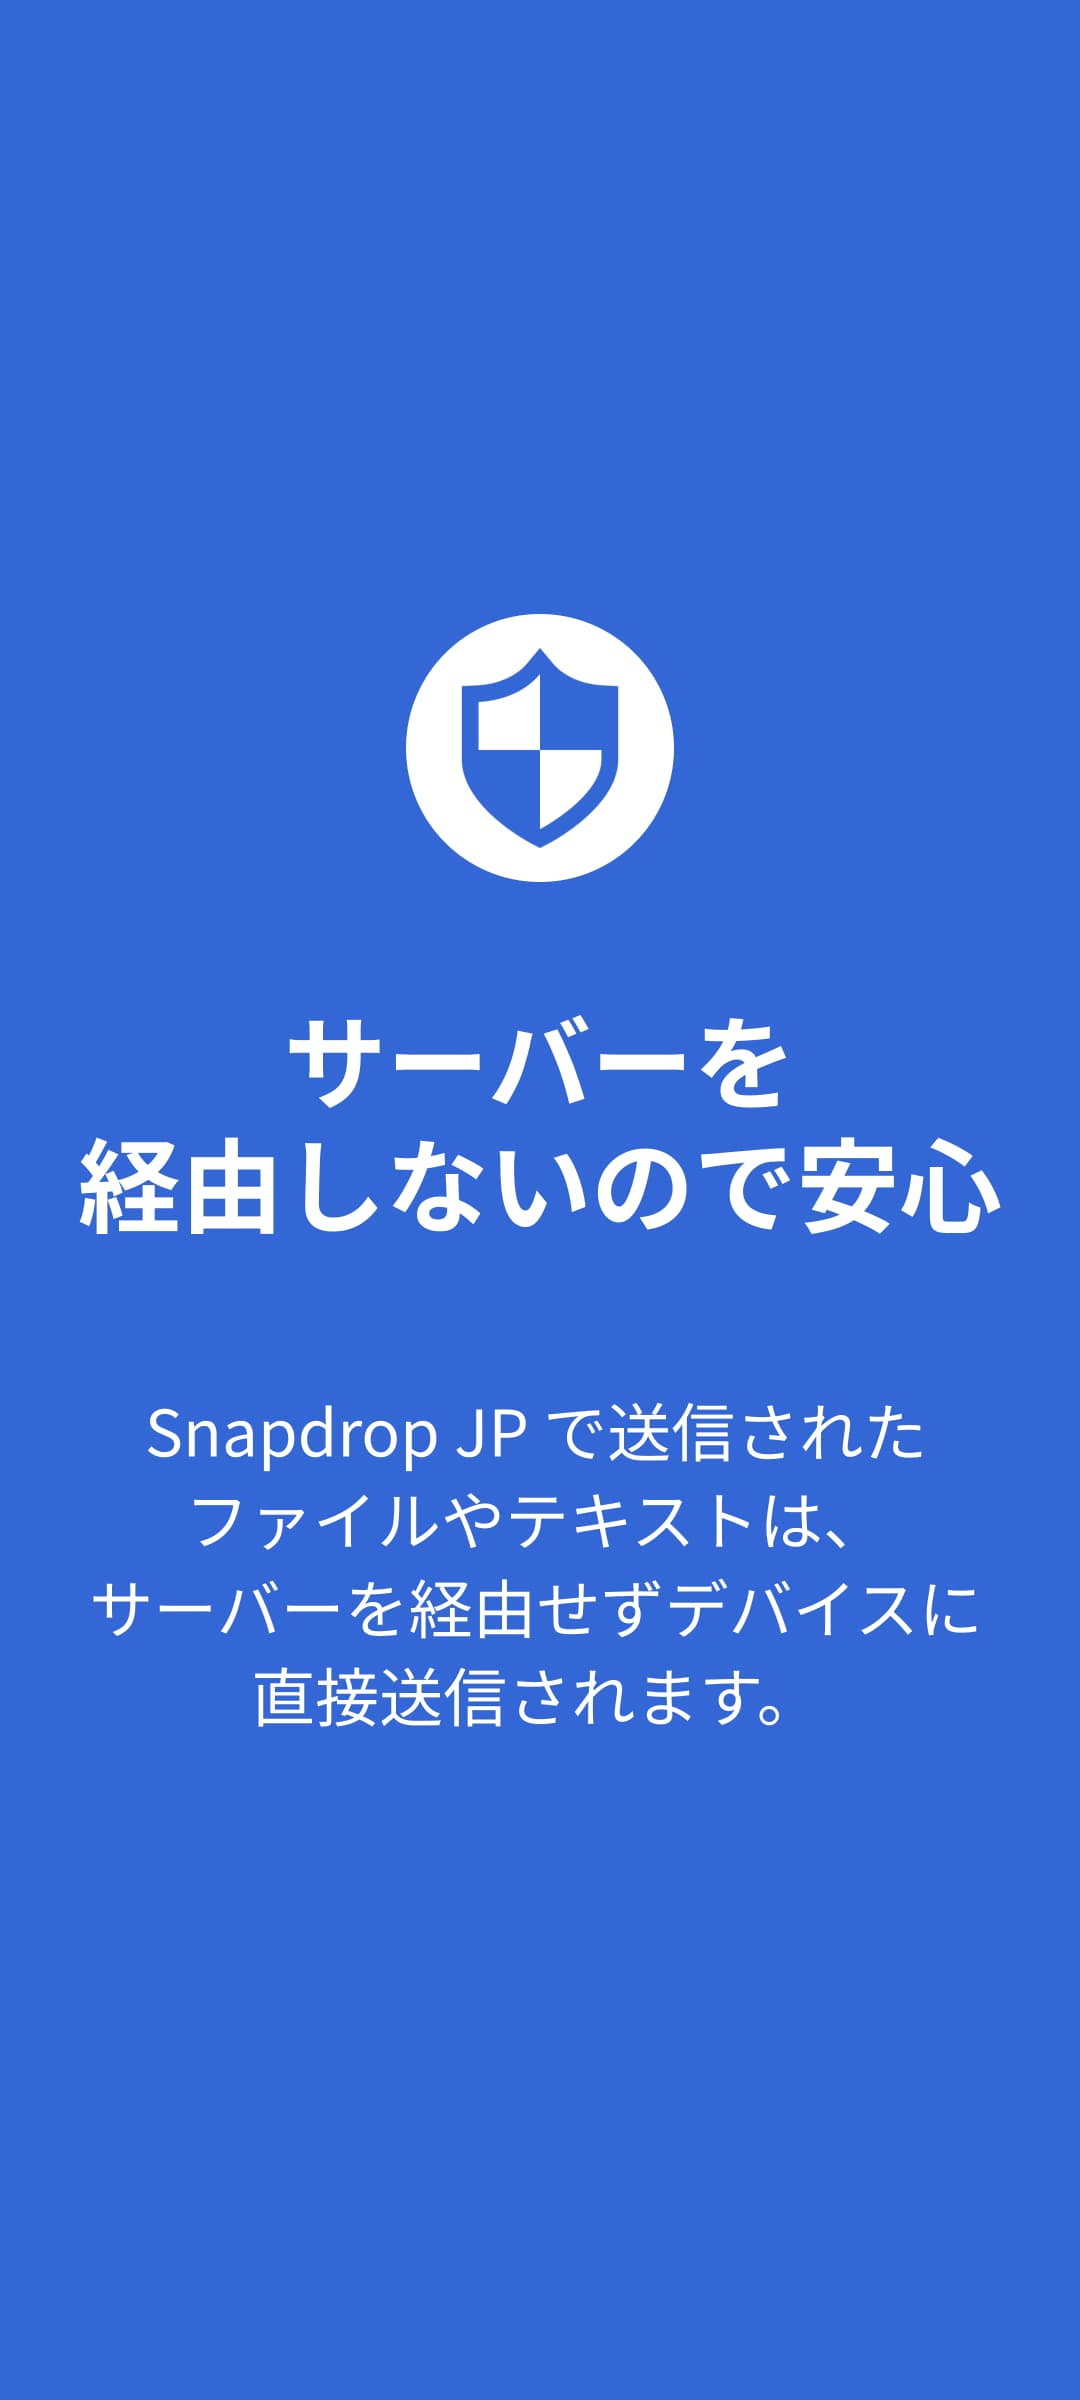 サーバーを
経由しないので安心
Snapdrop JP で送信された
ファイルやテキストは、
サーバーを経由せずデバイスに
直接送信されます。